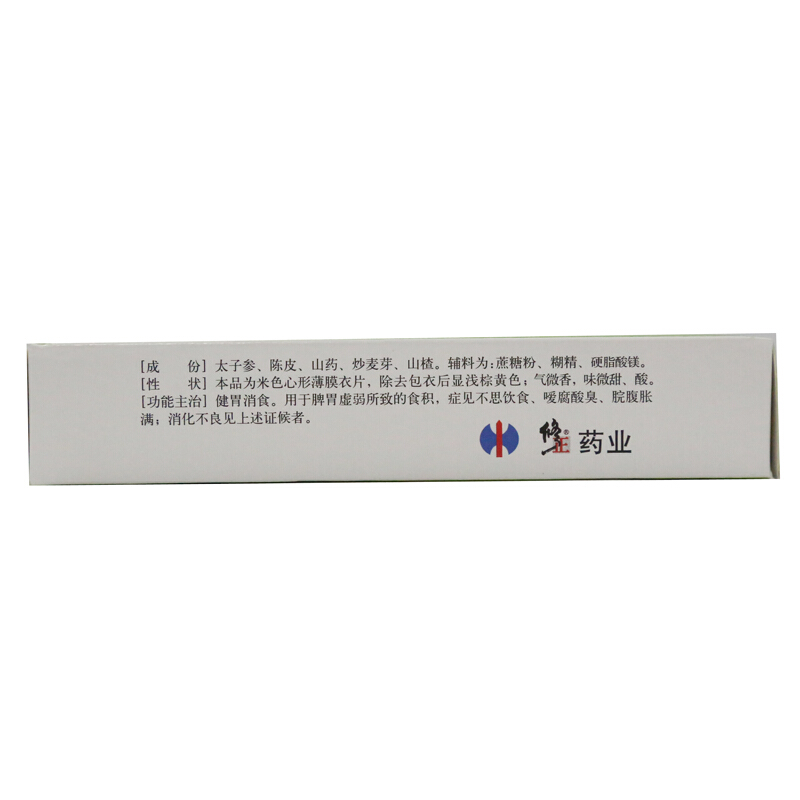 [成 份] 太子参、陈皮、山药、炒麦芽、山楂。辅料为:蔗糖粉、糊精、硬脂酸镁。
[性 状] 本品为米色心形薄膜衣片，除去包衣后显浅棕黄色；气微香，味微甜、酸。
[功能主治] 健胃消食。用于脾胃虚弱所致的食积，症见不思饮食、嗳腐酸臭、脘腹胀
满；消化不良见上述证候者。
修正® 药业